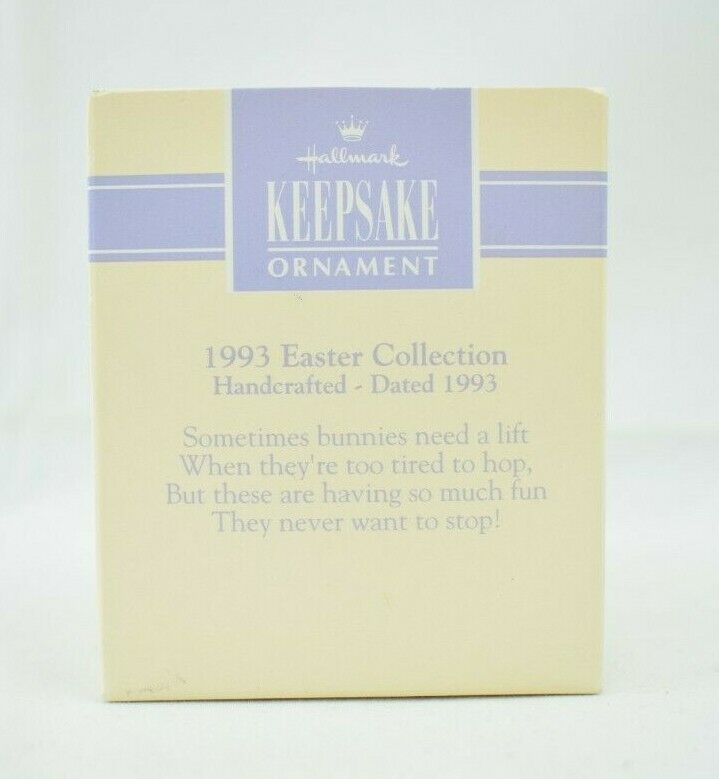 Hallmark
KEEPSAKE
ORNAMENT
1993 Easter Collection
Handcrafted - Dated 1993
Sometimes bunnies need a lift
When they're too tired to hop,
But these are having so much fun
They never want to stop!